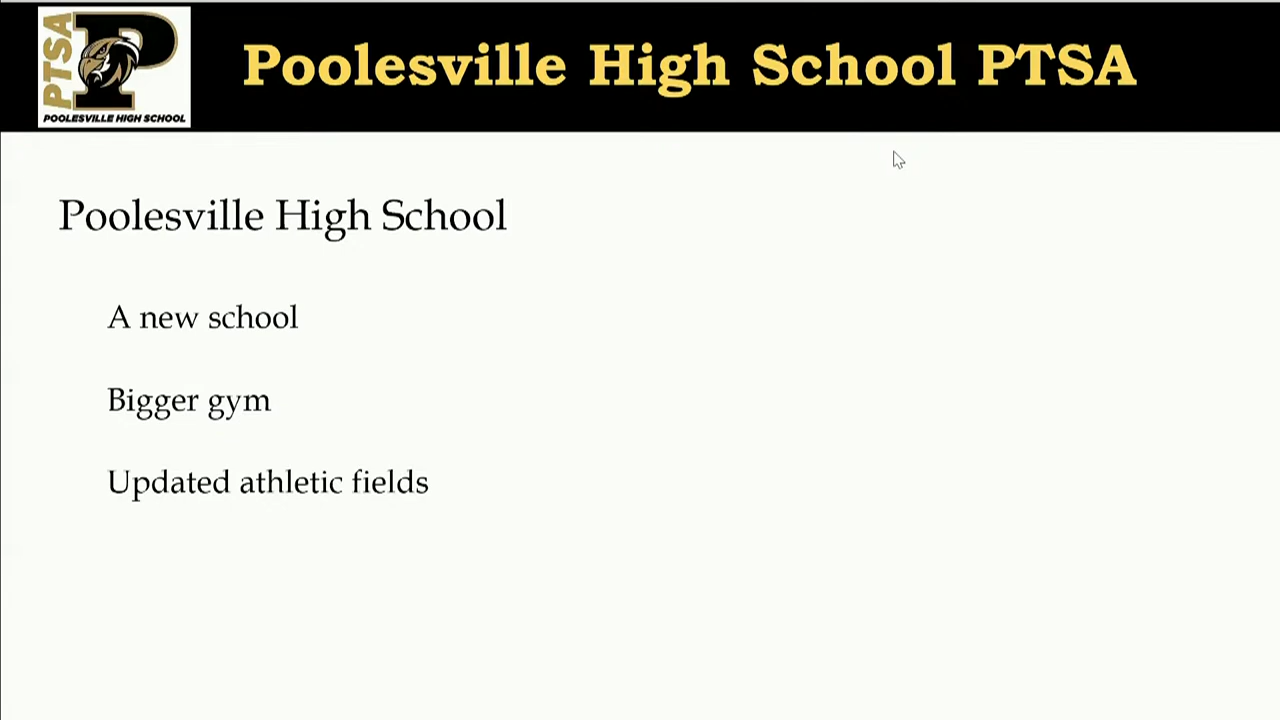 PTSA
P
POOLESVILLE HIGH SCHOOL
Poolesville High School PTSA
Poolesville High School
A new school
Bigger gym
Updated athletic fields